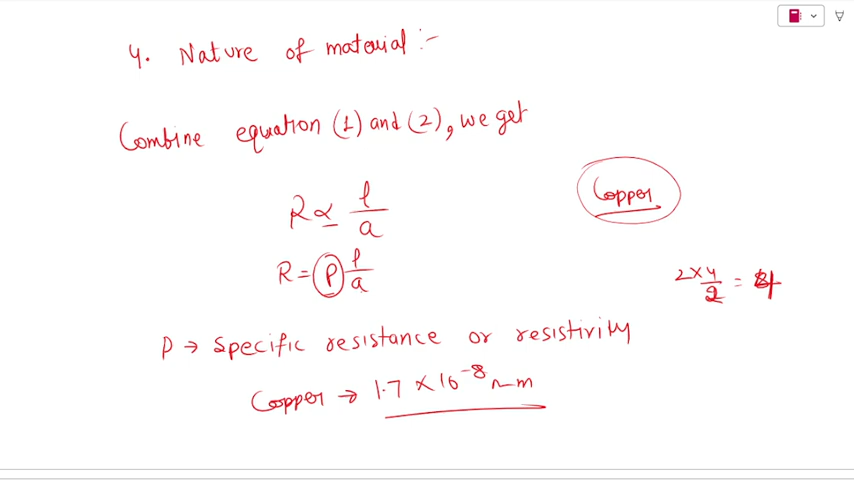 4. Nature of material :-
Combine equation (1) and (2), we get
R ∝ l/a
Copper
R = ρ l/a
2 × 4/2 = 4
ρ → specific resistance or resistivity
Copper → 1.7 × 10⁻⁸ Ω-m